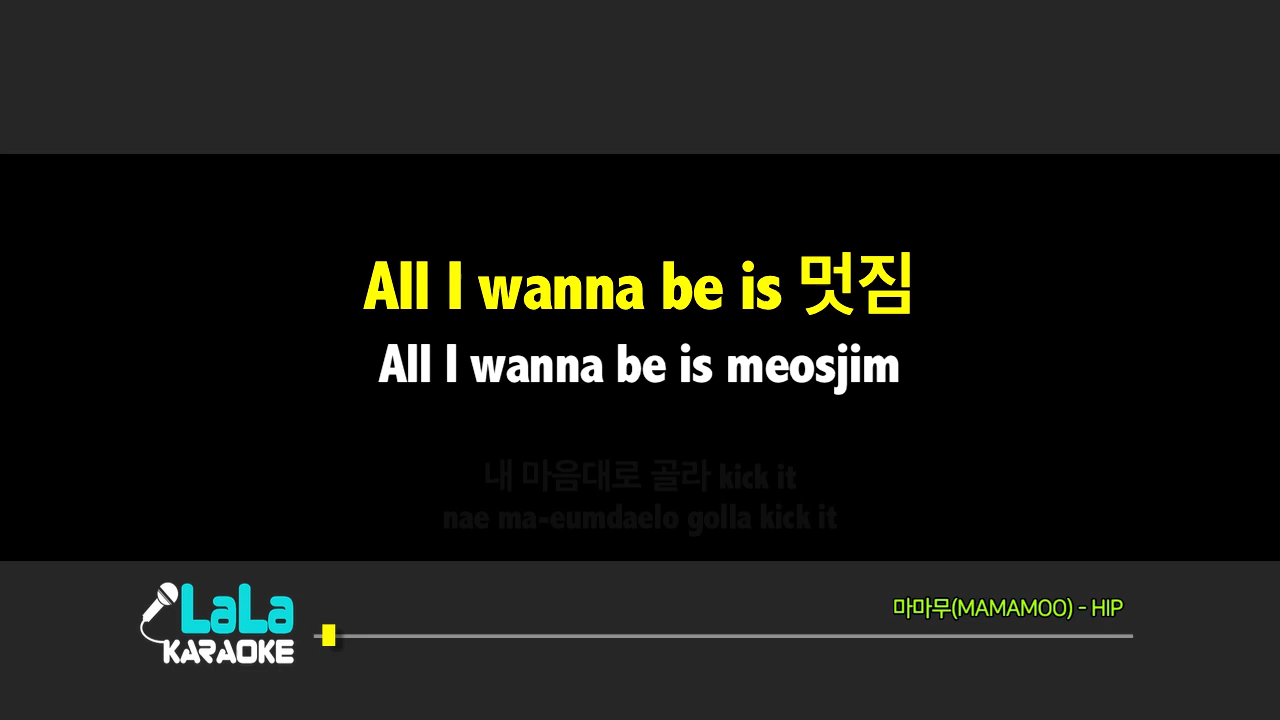 All I wanna be is 멋짐
All I wanna be is meosjim
내 마음대로 골라 kick it
nae ma-eumdaelo golla kick it
마마무(MAMAMOO) - HIP
LaLa
KARAOKE